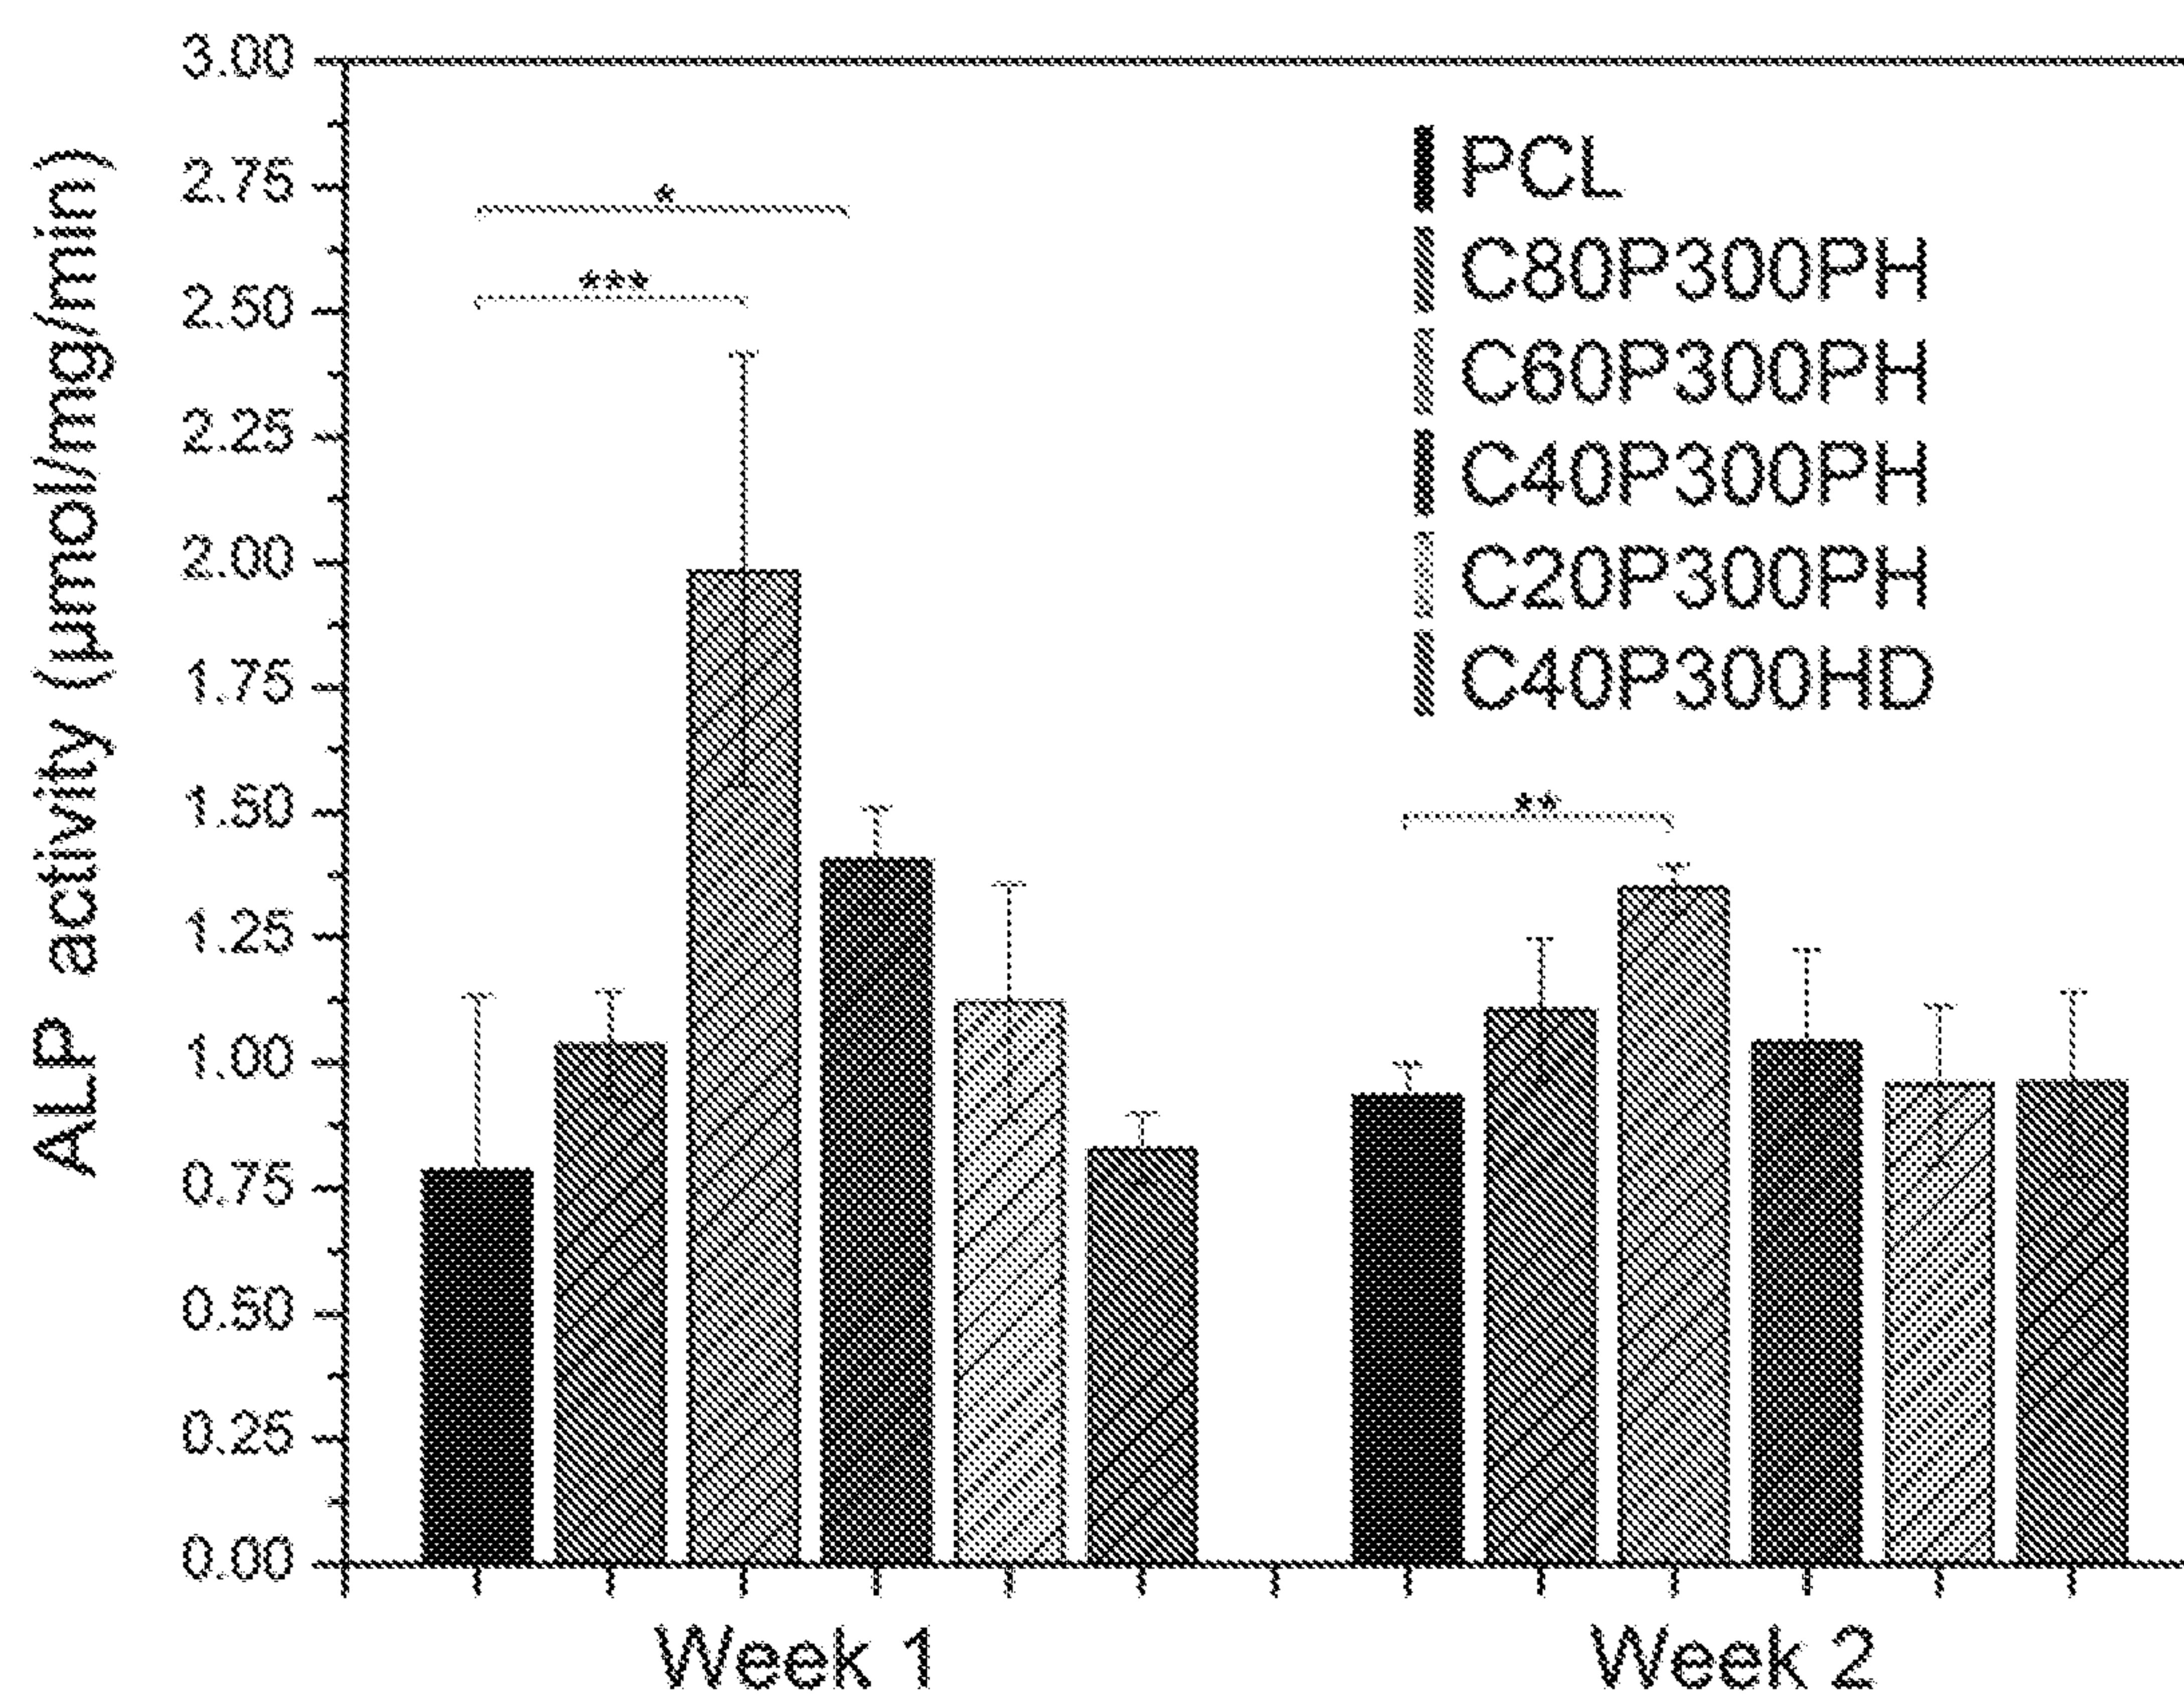 ALP activity (µmol/mg/min)
3.00
2.75
2.50
2.25
2.00
1.75
1.50
1.25
1.00
0.75
0.50
0.25
0.00
*
***
**
PCL
C80P300PH
C60P300PH
C40P300PH
C20P300PH
C40P300HD
Week 1
Week 2